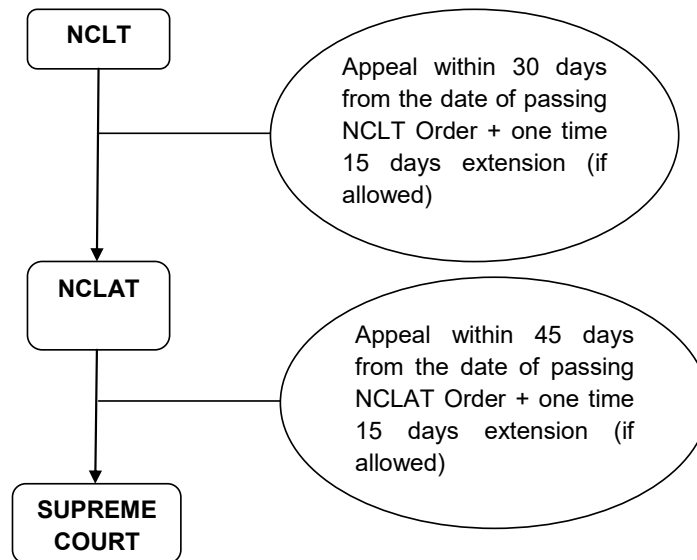 NCLT
Appeal within 30 days
from the date of passing
NCLT Order + one time
15 days extension (if
allowed)
NCLAT
Appeal within 45 days
from the date of passing
NCLAT Order + one time
15 days extension (if
allowed)
SUPREME
COURT